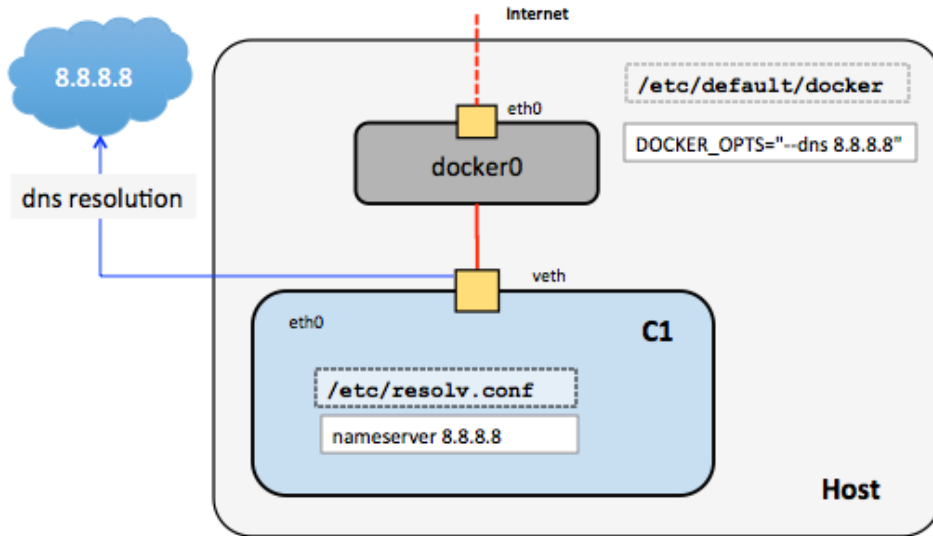 Internet
8.8.8.8
/etc/default/docker
eth0
DOCKER_OPTS="--dns 8.8.8.8"
docker0
dns resolution
veth
eth0
C1
/etc/resolv.conf
nameserver 8.8.8.8
Host